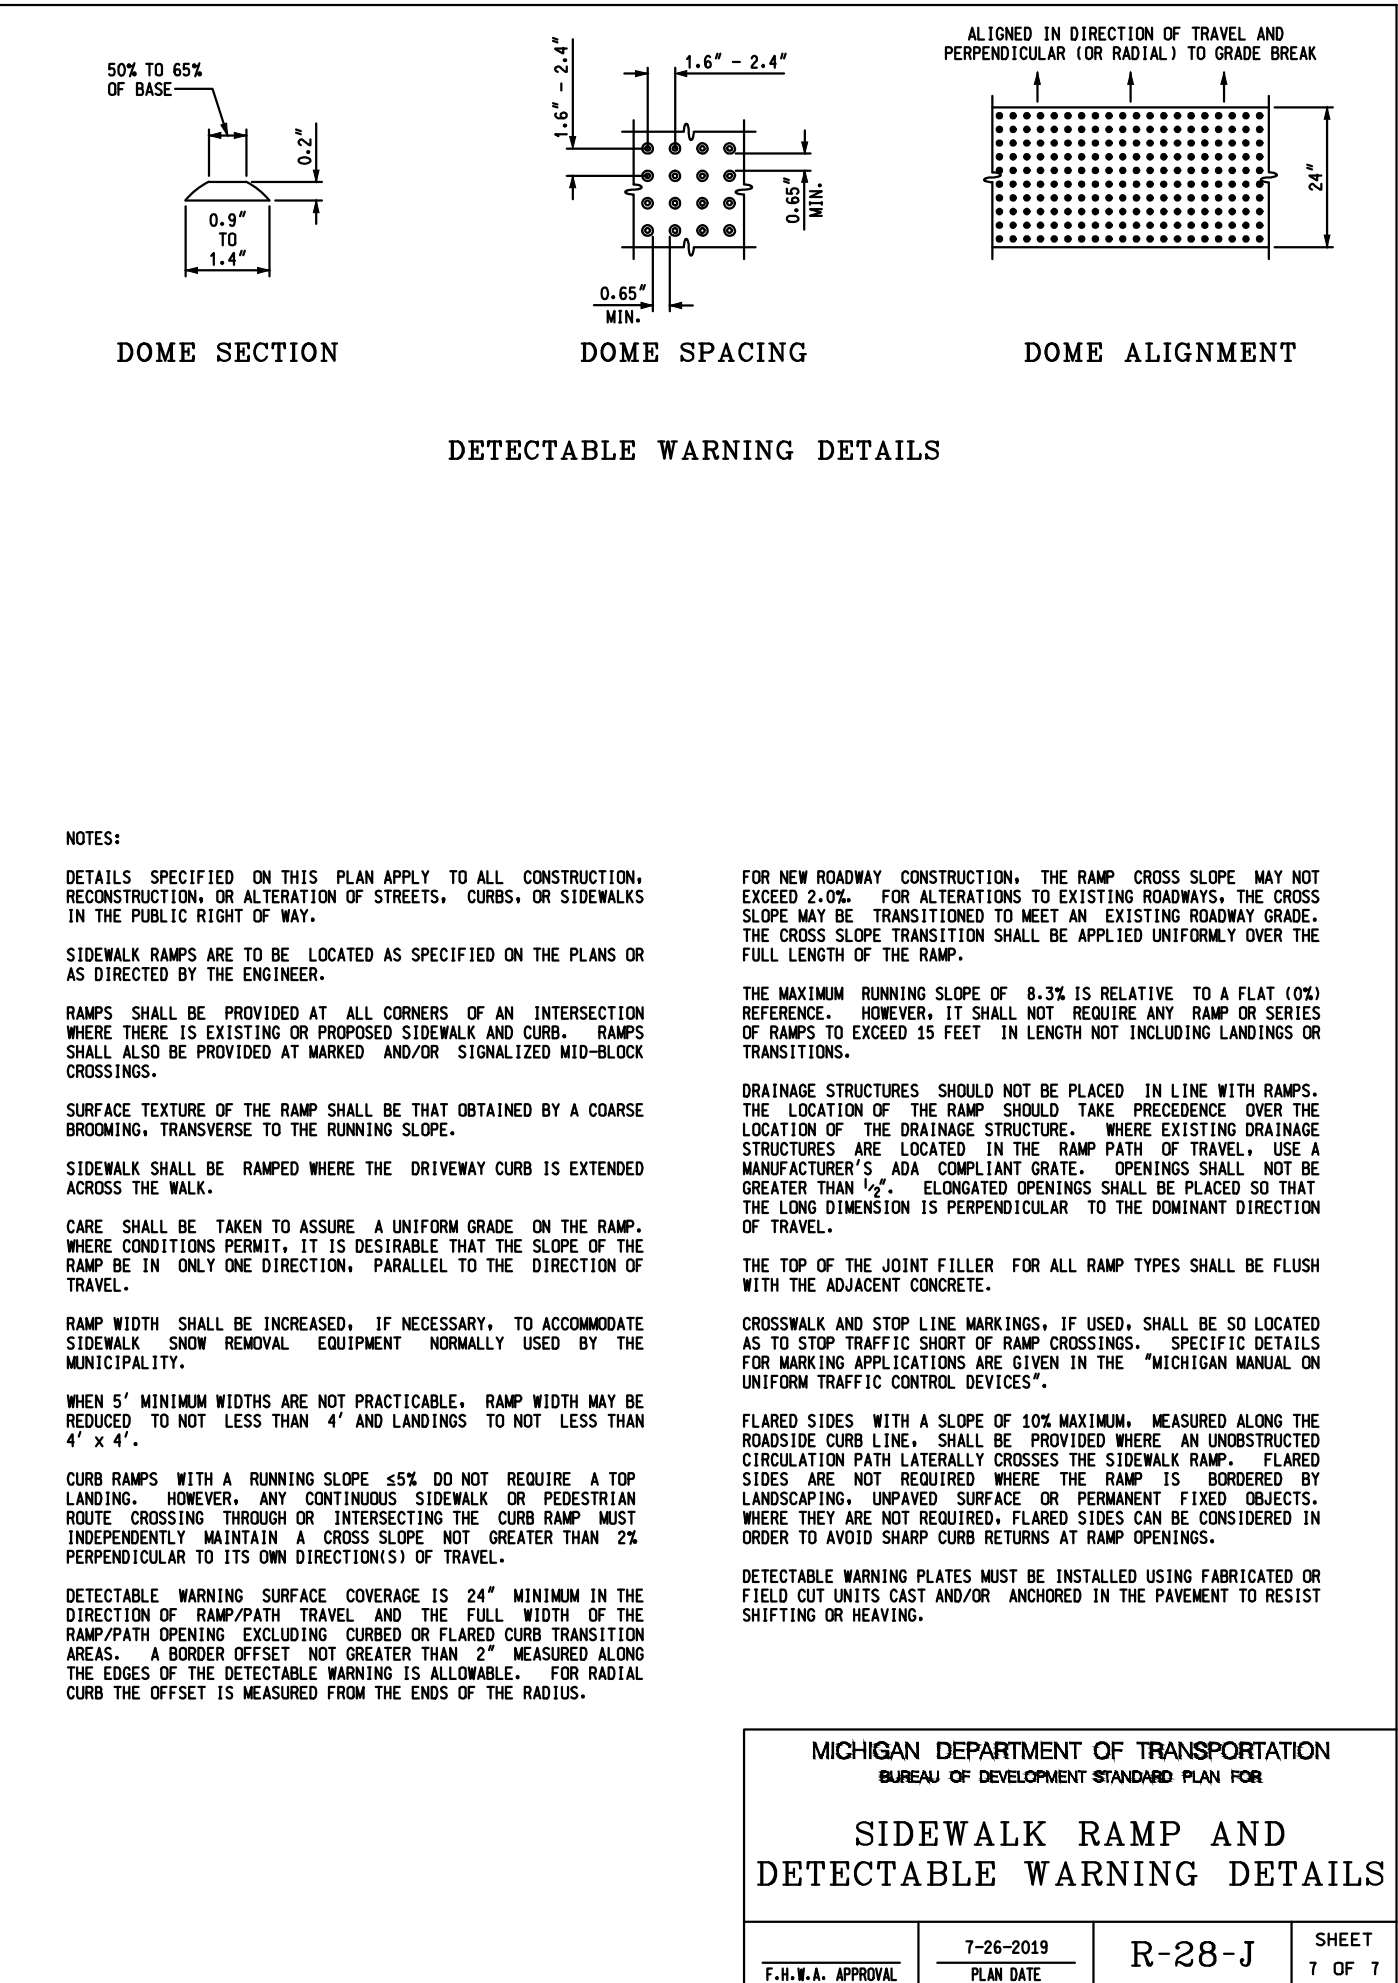 50% TO 65%
OF BASE
0.2"
0.9"
TO
1.4"
DOME SECTION
1.6" - 2.4"
1.6" - 2.4"
0.65"
MIN.
0.65"
MIN.
DOME SPACING
ALIGNED IN DIRECTION OF TRAVEL AND
PERPENDICULAR (OR RADIAL) TO GRADE BREAK
24"
DOME ALIGNMENT
DETECTABLE WARNING DETAILS
NOTES:
DETAILS SPECIFIED ON THIS PLAN APPLY TO ALL CONSTRUCTION,
RECONSTRUCTION, OR ALTERATION OF STREETS, CURBS, OR SIDEWALKS
IN THE PUBLIC RIGHT OF WAY.
SIDEWALK RAMPS ARE TO BE LOCATED AS SPECIFIED ON THE PLANS OR
AS DIRECTED BY THE ENGINEER.
RAMPS SHALL BE PROVIDED AT ALL CORNERS OF AN INTERSECTION
WHERE THERE IS EXISTING OR PROPOSED SIDEWALK AND CURB. RAMPS
SHALL ALSO BE PROVIDED AT MARKED AND/OR SIGNALIZED MID-BLOCK
CROSSINGS.
SURFACE TEXTURE OF THE RAMP SHALL BE THAT OBTAINED BY A COARSE
BROOMING, TRANSVERSE TO THE RUNNING SLOPE.
SIDEWALK SHALL BE RAMPED WHERE THE DRIVEWAY CURB IS EXTENDED
ACROSS THE WALK.
CARE SHALL BE TAKEN TO ASSURE A UNIFORM GRADE ON THE RAMP.
WHERE CONDITIONS PERMIT, IT IS DESIRABLE THAT THE SLOPE OF THE
RAMP BE IN ONLY ONE DIRECTION, PARALLEL TO THE DIRECTION OF
TRAVEL.
RAMP WIDTH SHALL BE INCREASED, IF NECESSARY, TO ACCOMMODATE
SIDEWALK SNOW REMOVAL EQUIPMENT NORMALLY USED BY THE
MUNICIPALITY.
WHEN 5' MINIMUM WIDTHS ARE NOT PRACTICABLE, RAMP WIDTH MAY BE
REDUCED TO NOT LESS THAN 4' AND LANDINGS TO NOT LESS THAN
4' x 4'.
CURB RAMPS WITH A RUNNING SLOPE ≤5% DO NOT REQUIRE A TOP
LANDING. HOWEVER, ANY CONTINUOUS SIDEWALK OR PEDESTRIAN
ROUTE CROSSING THROUGH OR INTERSECTING THE CURB RAMP MUST
INDEPENDENTLY MAINTAIN A CROSS SLOPE NOT GREATER THAN 2%
PERPENDICULAR TO ITS OWN DIRECTION(S) OF TRAVEL.
DETECTABLE WARNING SURFACE COVERAGE IS 24" MINIMUM IN THE
DIRECTION OF RAMP/PATH TRAVEL AND THE FULL WIDTH OF THE
RAMP/PATH OPENING EXCLUDING CURBED OR FLARED CURB TRANSITION
AREAS. A BORDER OFFSET NOT GREATER THAN 2" MEASURED ALONG
THE EDGES OF THE DETECTABLE WARNING IS ALLOWABLE. FOR RADIAL
CURB THE OFFSET IS MEASURED FROM THE ENDS OF THE RADIUS.
FOR NEW ROADWAY CONSTRUCTION, THE RAMP CROSS SLOPE MAY NOT
EXCEED 2.0%. FOR ALTERATIONS TO EXISTING ROADWAYS, THE CROSS
SLOPE MAY BE TRANSITIONED TO MEET AN EXISTING ROADWAY GRADE.
THE CROSS SLOPE TRANSITION SHALL BE APPLIED UNIFORMLY OVER THE
FULL LENGTH OF THE RAMP.
THE MAXIMUM RUNNING SLOPE OF 8.3% IS RELATIVE TO A FLAT (0%)
REFERENCE. HOWEVER, IT SHALL NOT REQUIRE ANY RAMP OR SERIES
OF RAMPS TO EXCEED 15 FEET IN LENGTH NOT INCLUDING LANDINGS OR
TRANSITIONS.
DRAINAGE STRUCTURES SHOULD NOT BE PLACED IN LINE WITH RAMPS.
THE LOCATION OF THE RAMP SHOULD TAKE PRECEDENCE OVER THE
LOCATION OF THE DRAINAGE STRUCTURE. WHERE EXISTING DRAINAGE
STRUCTURES ARE LOCATED IN THE RAMP PATH OF TRAVEL, USE A
MANUFACTURER'S ADA COMPLIANT GRATE. OPENINGS SHALL NOT BE
GREATER THAN 1/2". ELONGATED OPENINGS SHALL BE PLACED SO THAT
THE LONG DIMENSION IS PERPENDICULAR TO THE DOMINANT DIRECTION
OF TRAVEL.
THE TOP OF THE JOINT FILLER FOR ALL RAMP TYPES SHALL BE FLUSH
WITH THE ADJACENT CONCRETE.
CROSSWALK AND STOP LINE MARKINGS, IF USED, SHALL BE SO LOCATED
AS TO STOP TRAFFIC SHORT OF RAMP CROSSINGS. SPECIFIC DETAILS
FOR MARKING APPLICATIONS ARE GIVEN IN THE "MICHIGAN MANUAL ON
UNIFORM TRAFFIC CONTROL DEVICES".
FLARED SIDES WITH A SLOPE OF 10% MAXIMUM, MEASURED ALONG THE
ROADSIDE CURB LINE, SHALL BE PROVIDED WHERE AN UNOBSTRUCTED
CIRCULATION PATH LATERALLY CROSSES THE SIDEWALK RAMP. FLARED
SIDES ARE NOT REQUIRED WHERE THE RAMP IS BORDERED BY
LANDSCAPING, UNPAVED SURFACE OR PERMANENT FIXED OBJECTS.
WHERE THEY ARE NOT REQUIRED, FLARED SIDES CAN BE CONSIDERED IN
ORDER TO AVOID SHARP CURB RETURNS AT RAMP OPENINGS.
DETECTABLE WARNING PLATES MUST BE INSTALLED USING FABRICATED OR
FIELD CUT UNITS CAST AND/OR ANCHORED IN THE PAVEMENT TO RESIST
SHIFTING OR HEAVING.
MICHIGAN DEPARTMENT OF TRANSPORTATION
BUREAU OF DEVELOPMENT STANDARD PLAN FOR
SIDEWALK RAMP AND
DETECTABLE WARNING DETAILS
F.H.W.A. APPROVAL
7-26-2019
PLAN DATE
R-28-J
SHEET
7 OF 7